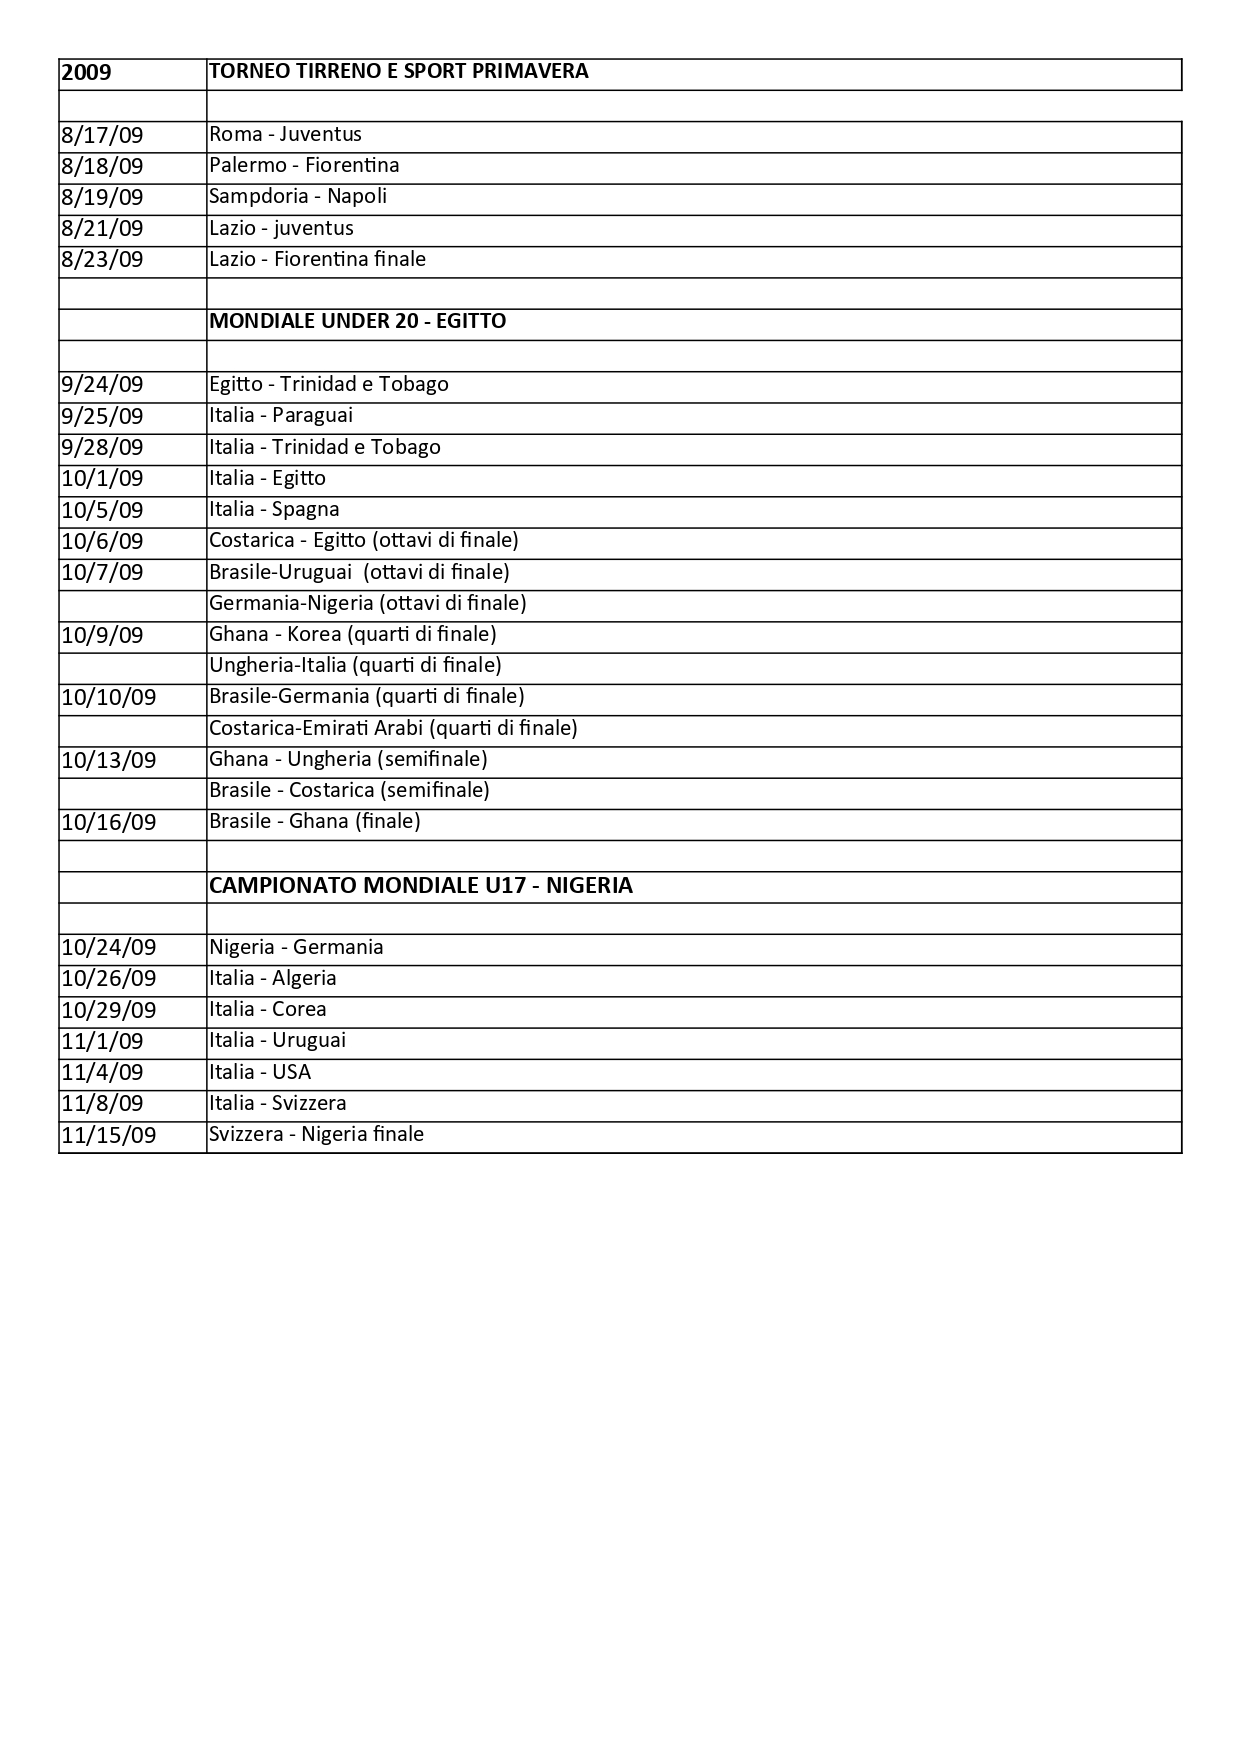 2009 TORNEO TIRRENO E SPORT PRIMAVERA
8/17/09 Roma - Juventus
8/18/09 Palermo - Fiorentina
8/19/09 Sampdoria - Napoli
8/21/09 Lazio - juventus
8/23/09 Lazio - Fiorentina finale
MONDIALE UNDER 20 - EGITTO
9/24/09 Egitto - Trinidad e Tobago
9/25/09 Italia - Paraguai
9/28/09 Italia - Trinidad e Tobago
10/1/09 Italia - Egitto
10/5/09 Italia - Spagna
10/6/09 Costarica - Egitto (ottavi di finale)
10/7/09 Brasile-Uruguai  (ottavi di finale)
Germania-Nigeria (ottavi di finale)
10/9/09 Ghana - Korea (quarti di finale)
Ungheria-Italia (quarti di finale)
10/10/09 Brasile-Germania (quarti di finale)
Costarica-Emirati Arabi (quarti di finale)
10/13/09 Ghana - Ungheria (semifinale)
Brasile - Costarica (semifinale)
10/16/09 Brasile - Ghana (finale)
CAMPIONATO MONDIALE U17 - NIGERIA
10/24/09 Nigeria - Germania
10/26/09 Italia - Algeria
10/29/09 Italia - Corea
11/1/09 Italia - Uruguai
11/4/09 Italia - USA
11/8/09 Italia - Svizzera
11/15/09 Svizzera - Nigeria finale